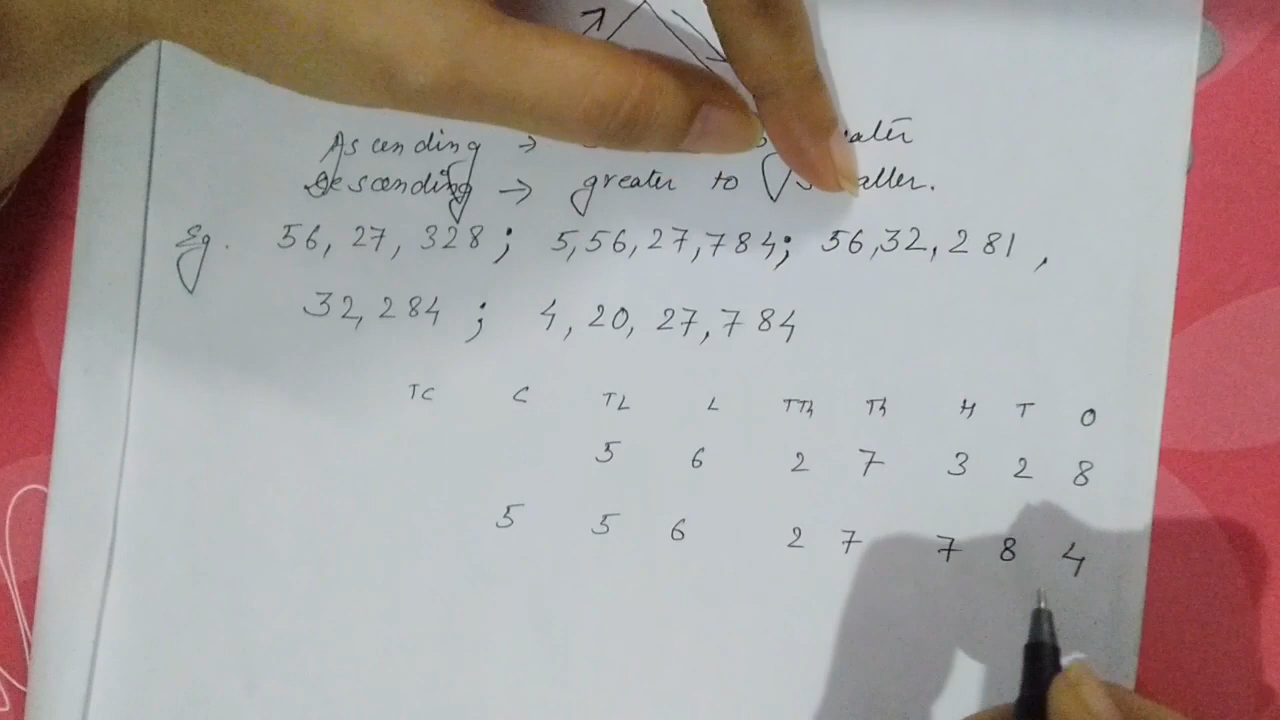 Ascending →
Descending → greater to
Eg. 56, 27, 328 ; 5,56,27,784; 56,32,281,
32,284 ; 4,20,27,784
TC C TL L TTh Th H T O
5 6 2 7 3 2 8
5 5 6 2 7 7 8 4